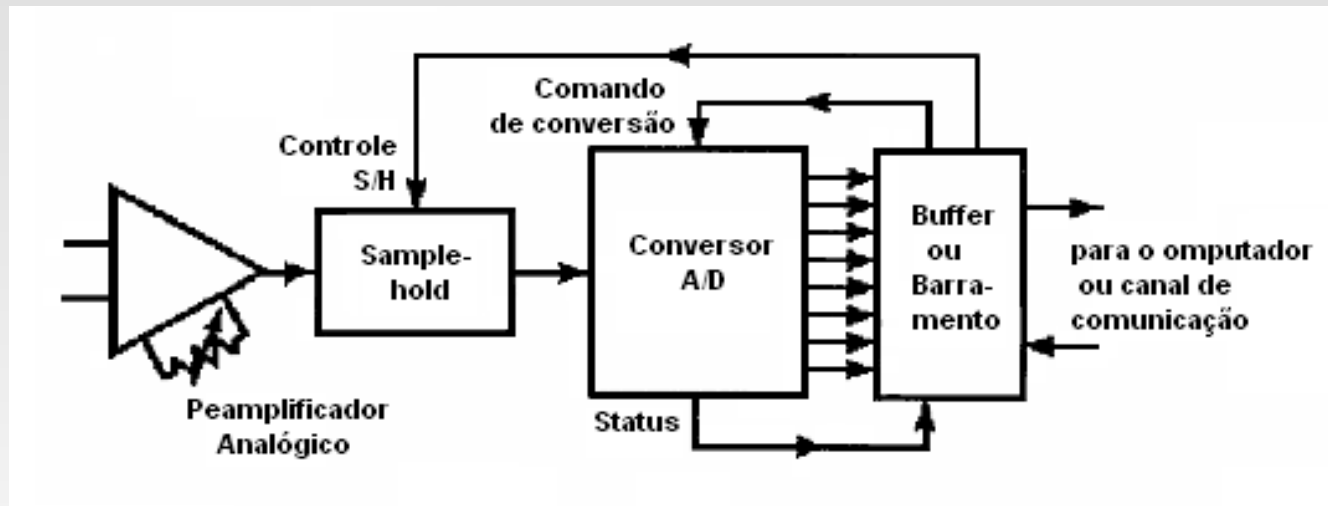 Comando
de conversão
Controle
S/H
Sample-
hold
Conversor
A/D
Buffer
ou
Barra-
mento
para o omputador
ou canal de
comunicação
Peamplificador
Analógico
Status